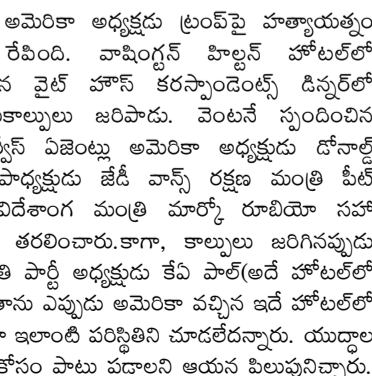 అమెరికా అధ్యక్షుడు ట్రంప్‌పై హత్యాయత్నం
రేపింది. వాషింగ్టన్ హిల్టన్ హోటల్‌లో
న వైట్ హౌస్ కరస్పాండెంట్స్ డిన్నర్‌లో
కాల్పులు జరిపాడు. వెంటనే స్పందించిన
ఏజెంట్లు అమెరికా అధ్యక్షుడు డోనాల్డ్
పాధ్యక్షుడు జేడీ వాన్స్ రక్షణ మంత్రి పీట్
విదేశాంగ మంత్రి మార్కో రూబియో సహా
తరలించారు.కాగా, కాల్పులు జరిగినప్పుడు
తి పార్టీ అధ్యక్షుడు కేఏ పాల్(అదే హోటల్‌లో
తాను ఎప్పుడు అమెరికా వచ్చిన ఇదే హోటల్‌లో
ఇలాంటి పరిస్థితిని చూడలేదన్నారు. యుద్ధాల
కోసం పాటు పడాలని ఆయన పిలుపునిచ్చారు.